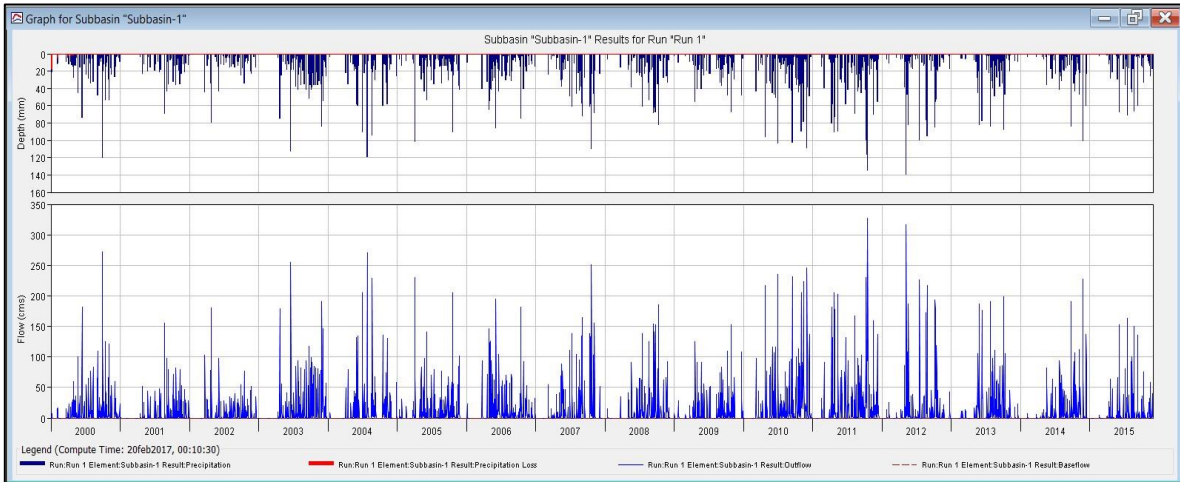 Graph for Subbasin "Subbasin-1"
Subbasin "Subbasin-1" Results for Run "Run 1"
Depth (mm)
0
20
40
60
80
100
120
140
160
Flow (cms)
350
300
250
200
150
100
50
0
2000 2001 2002 2003 2004 2005 2006 2007 2008 2009 2010 2011 2012 2013 2014 2015
Legend (Compute Time: 20feb2017, 00:10:30)
Run:Run 1 Element:Subbasin-1 Result:Precipitation Run:Run 1 Element:Subbasin-1 Result:Precipitation Loss Run:Run 1 Element:Subbasin-1 Result:Outflow Run:Run 1 Element:Subbasin-1 Result:Baseflow